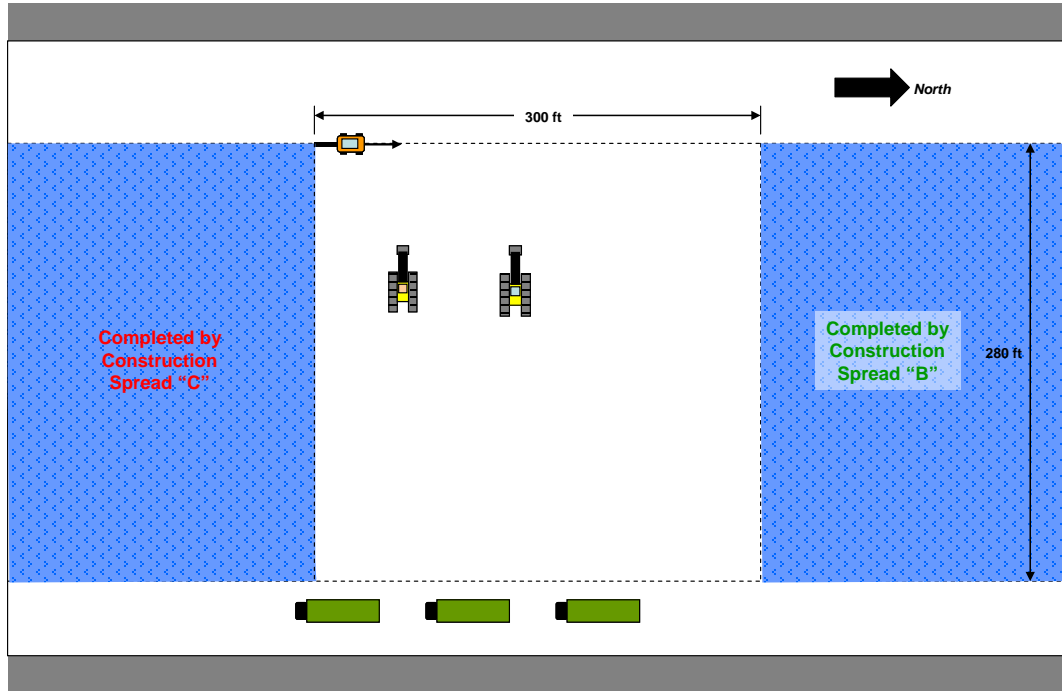 North
300 ft
Completed by
Construction
Spread “C”
Completed by
Construction
Spread “B”
280 ft